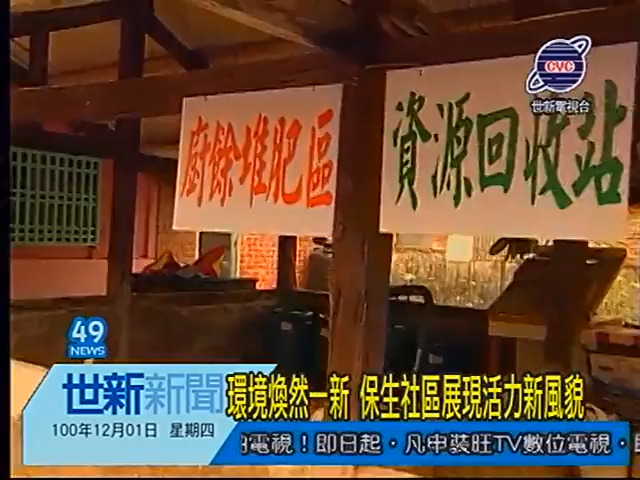 CVC
世新電視台
廚餘堆肥區
資源回收站
49
NEWS
世新新聞
環境煥然一新 保生社區展現活力新風貌
100年12月01日 星期四
電視！即日起，凡申裝旺TV數位電視，